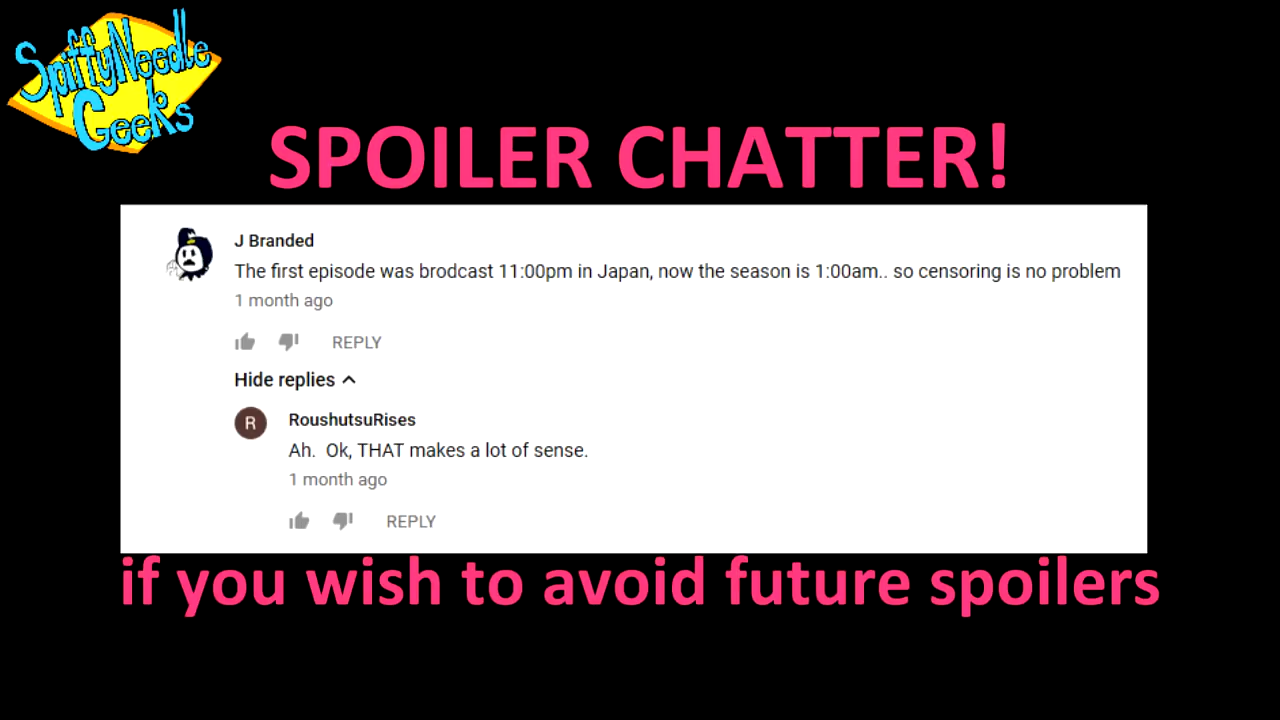 SpiffyNeedle
Geeks
SPOILER CHATTER!
J Branded
The first episode was brodcast 11:00pm in Japan, now the season is 1:00am.. so censoring is no problem
1 month ago
REPLY
Hide replies
R
RoushutsuRises
Ah.  Ok, THAT makes a lot of sense.
1 month ago
REPLY
if you wish to avoid future spoilers